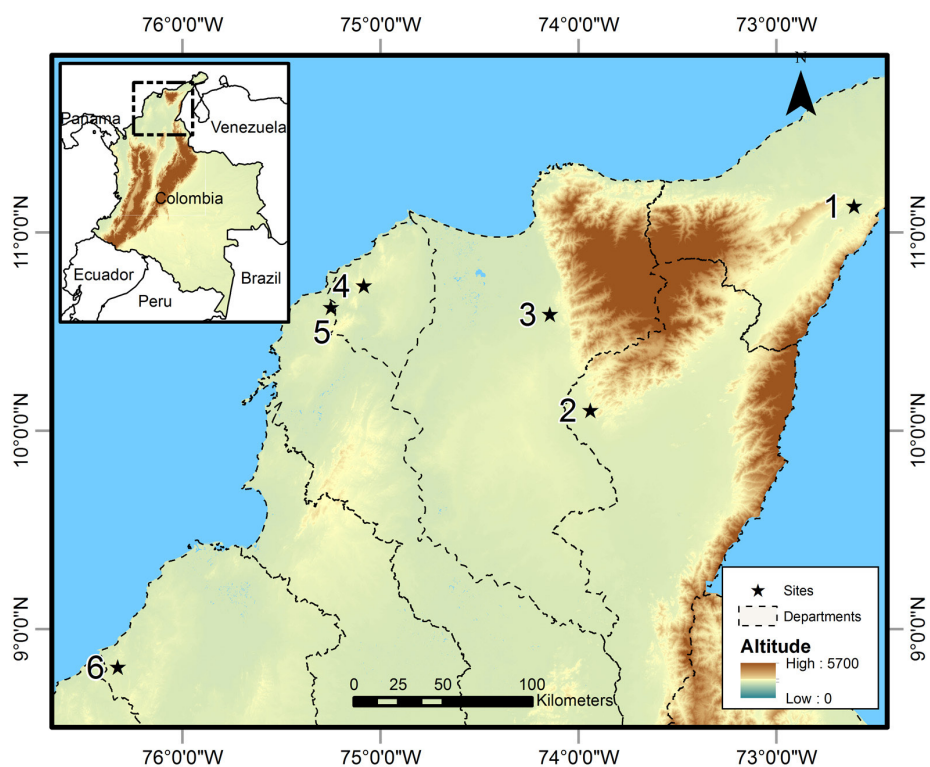 76°0'0"W 75°0'0"W 74°0'0"W 73°0'0"W
N
Panama
Venezuela
Colombia
Ecuador
Brazil
Peru
11°0'0"N
11°0'0"N
1
4
5
3
2
10°0'0"N
10°0'0"N
Sites
Departments
Altitude
High : 5700
Low : 0
9°0'0"N
9°0'0"N
6
0 25 50 100
Kilometers
76°0'0"W 75°0'0"W 74°0'0"W 73°0'0"W